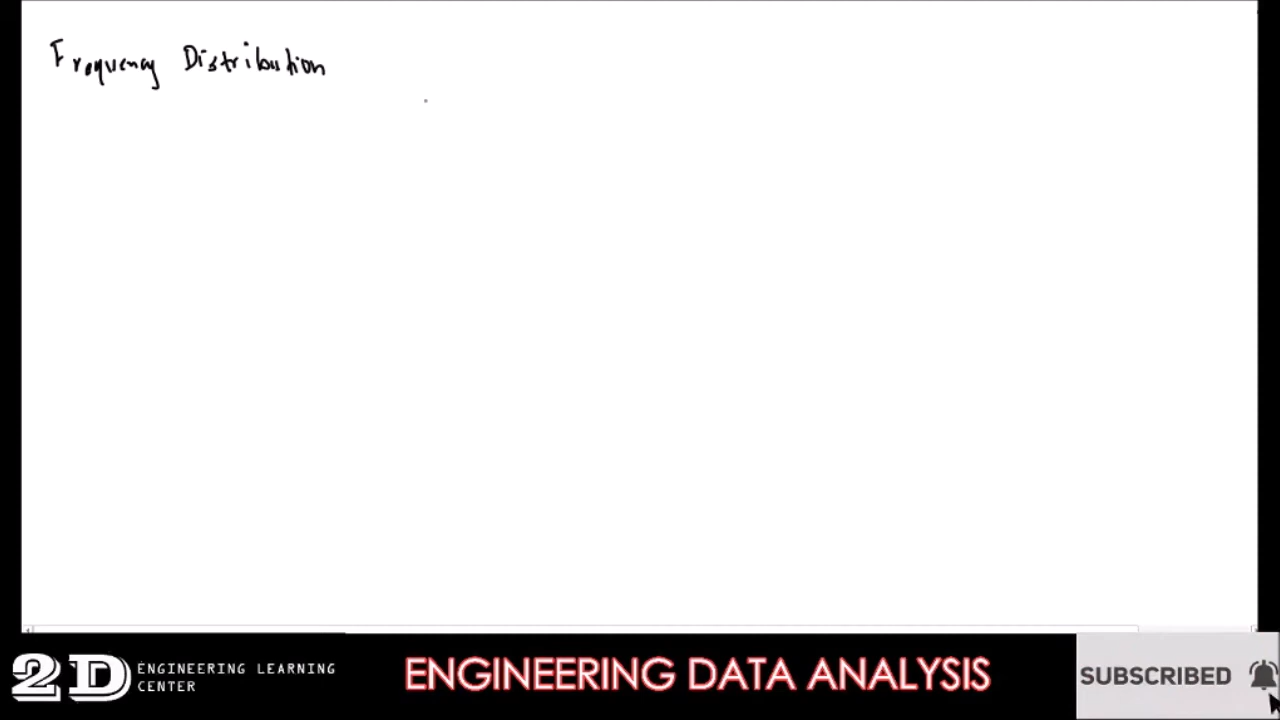 Frequency Distribution
2D ENGINEERING LEARNING
CENTER
ENGINEERING DATA ANALYSIS
SUBSCRIBED